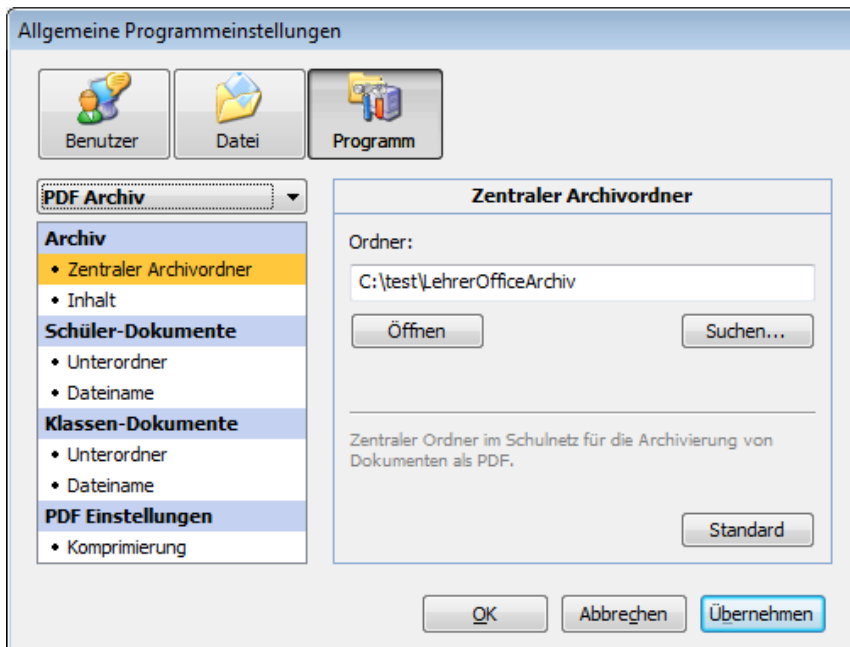 Allgemeine Programmeinstellungen
Benutzer
Datei
Programm
PDF Archiv
Archiv
• Zentraler Archivordner
• Inhalt
Schüler-Dokumente
• Unterordner
• Dateiname
Klassen-Dokumente
• Unterordner
• Dateiname
PDF Einstellungen
• Komprimierung
Zentraler Archivordner
Ordner:
C:\test\LehrerOfficeArchiv
Öffnen
Suchen...
Zentraler Ordner im Schulnetz für die Archivierung von
Dokumenten als PDF.
Standard
OK
Abbrechen
Übernehmen